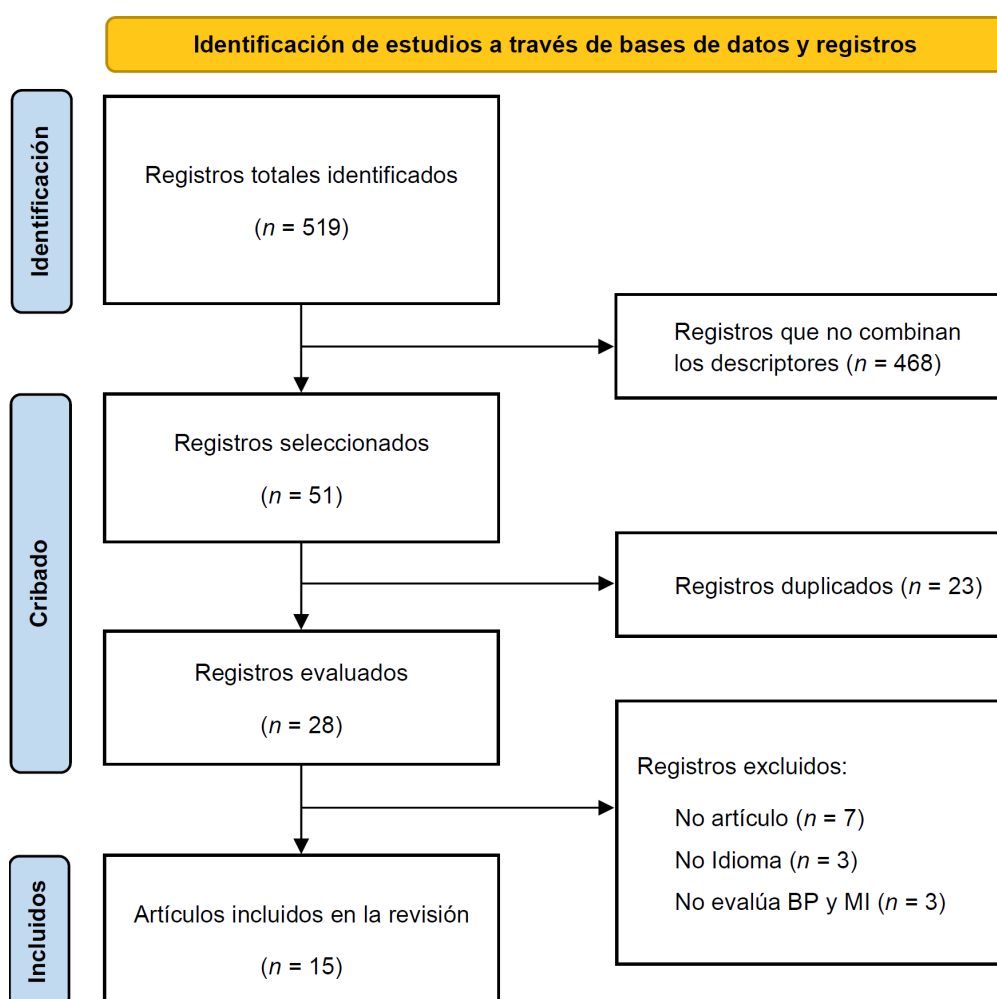 Identificación de estudios a través de bases de datos y registros
Identificación
Registros totales identificados
(n = 519)
Registros que no combinan
los descriptores (n = 468)
Cribado
Registros seleccionados
(n = 51)
Registros duplicados (n = 23)
Registros evaluados
(n = 28)
Registros excluidos:
No artículo (n = 7)
No Idioma (n = 3)
No evalúa BP y MI (n = 3)
Incluidos
Artículos incluidos en la revisión
(n = 15)